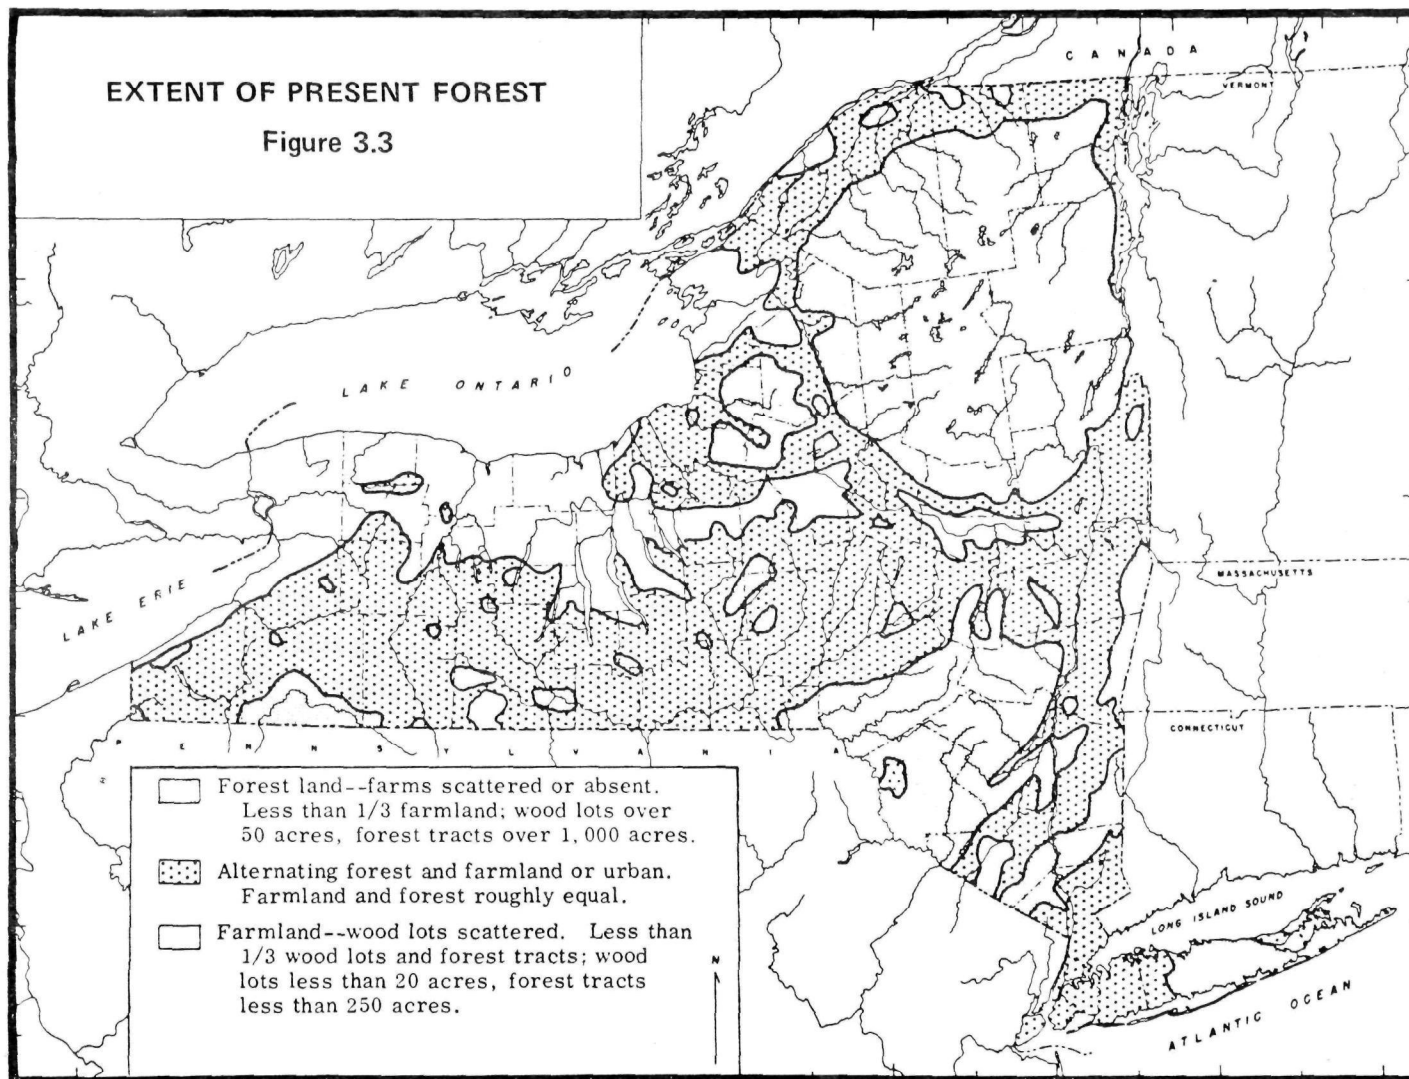 EXTENT OF PRESENT FOREST
Figure 3.3
CANADA
VERMONT
LAKE ONTARIO
LAKE ERIE
MASSACHUSETTS
CONNECTICUT
PENNSYLVANIA
LONG ISLAND SOUND
ATLANTIC OCEAN
Forest land--farms scattered or absent.
Less than 1/3 farmland; wood lots over
50 acres, forest tracts over 1,000 acres.
Alternating forest and farmland or urban.
Farmland and forest roughly equal.
Farmland--wood lots scattered. Less than
1/3 wood lots and forest tracts; wood
lots less than 20 acres, forest tracts
less than 250 acres.
N